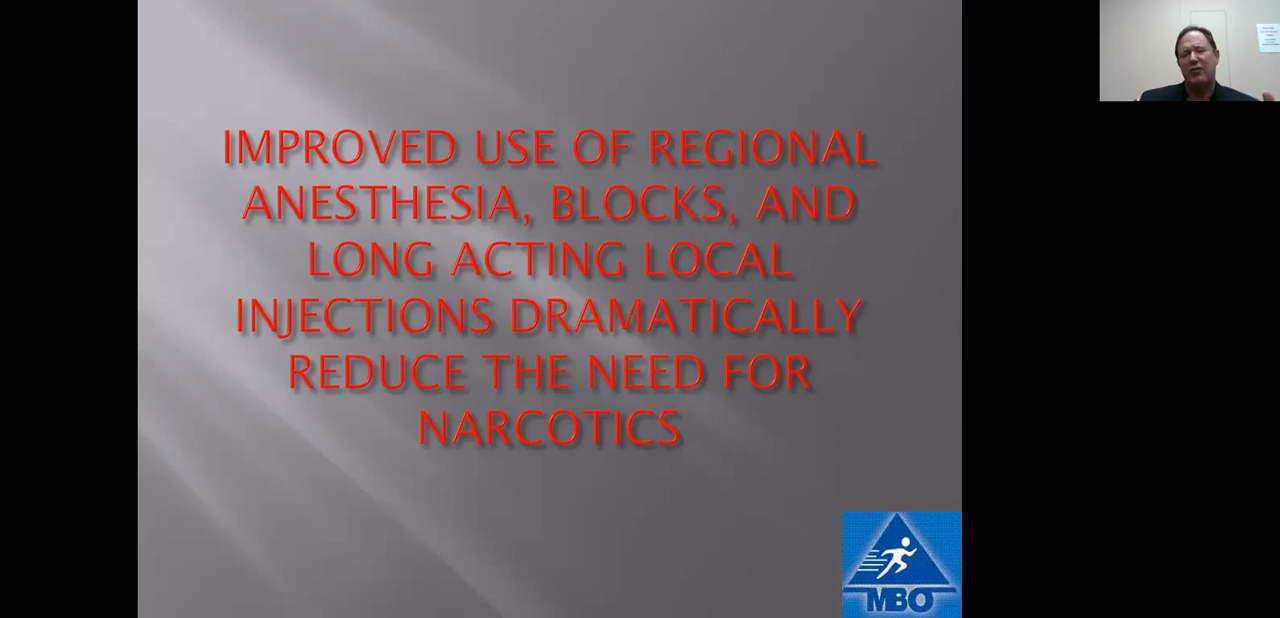 IMPROVED USE OF REGIONAL
ANESTHESIA, BLOCKS, AND
LONG ACTING LOCAL
INJECTIONS DRAMATICALLY
REDUCE THE NEED FOR
NARCOTICS
MBO